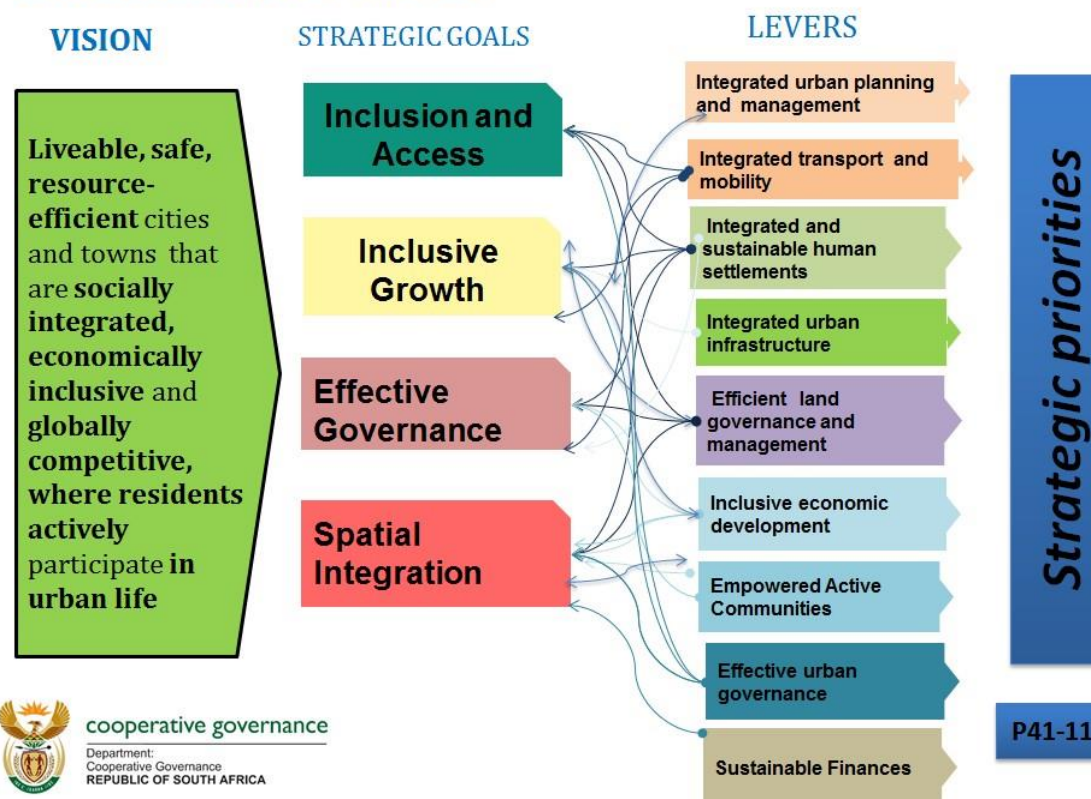 VISION
Liveable, safe,
resource-
efficient cities
and towns that
are socially
integrated,
economically
inclusive and
globally
competitive,
where residents
actively
participate in
urban life
STRATEGIC GOALS
Inclusion and
Access
Inclusive
Growth
Effective
Governance
Spatial
Integration
LEVERS
Integrated urban planning
and management
Integrated transport and
mobility
Integrated and
sustainable human
settlements
Integrated urban
infrastructure
Efficient land
governance and
management
Inclusive economic
development
Empowered Active
Communities
Effective urban
governance
Sustainable Finances
Strategic priorities
P41-11
cooperative governance
Department:
Cooperative Governance
REPUBLIC OF SOUTH AFRICA